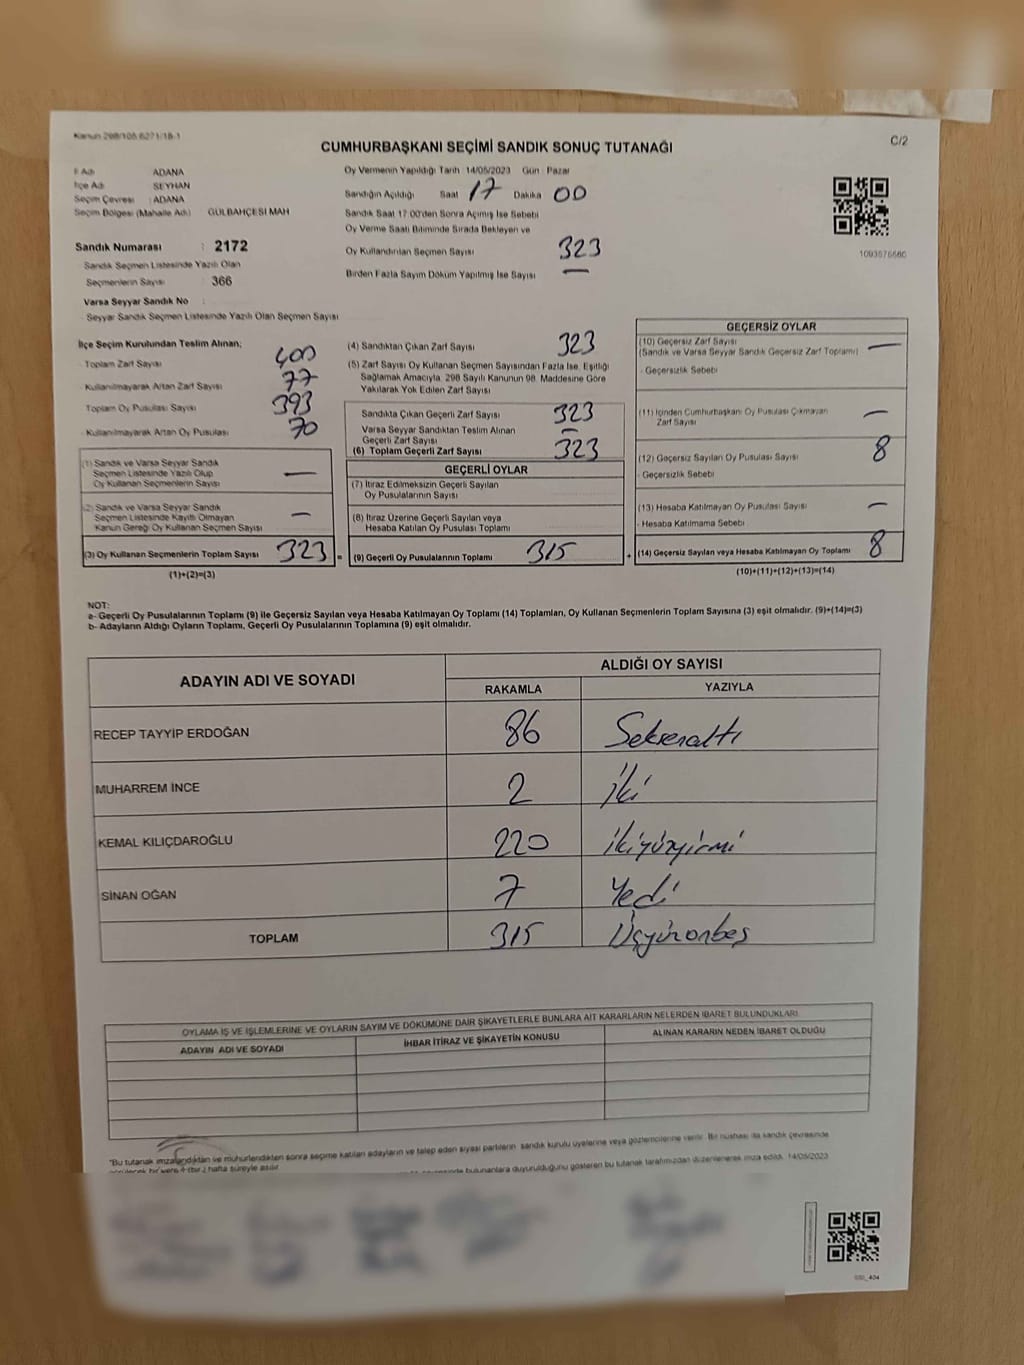 Kanun 298/105 6271/18-1
C/2
CUMHURBAŞKANI SEÇİMİ SANDIK SONUÇ TUTANAĞI
İl Adı ADANA
İlçe Adı SEYHAN
Seçim Çevresi : ADANA
Seçim Bölgesi (Mahalle Adı) GÜLBAHÇESİ MAH
Sandık Numarası : 2172
Sandık Seçmen Listesinde Yazılı Olan
Seçmenlerin Sayısı : 366
Varsa Seyyar Sandık No :
Seyyar Sandık Seçmen Listesinde Yazılı Olan Seçmen Sayısı
Oy Vermenin Yapıldığı Tarih 14/05/2023 Gün : Pazar
Sandığın Açıldığı Saat 17 Dakika 00
Sandık Saat 17:00'den Sonra Açımış İse Sebebi
Oy Verme Saati Bitiminde Sırada Bekleyen ve
Oy Kullandırılan Seçmen Sayısı 323
Birden Fazla Sayım Döküm Yapılmış İse Sayısı —
1093576680
İlçe Seçim Kurulundan Teslim Alınan;
- Toplam Zarf Sayısı 400
- Kullanılmayarak Artan Zarf Sayısı 77
Toplam Oy Pusulası Sayısı 393
- Kullanılmayarak Artan Oy Pusulası 70
(1) Sandık ve Varsa Seyyar Sandık
Seçmen Listesinde Yazılı Olup
Oy Kullanan Seçmenlerin Sayısı —
(2) Sandık ve Varsa Seyyar Sandık
Seçmen Listesinde Kayıtlı Olmayan
Kanun Gereği Oy Kullanan Seçmen Sayısı —
(3) Oy Kullanan Seçmenlerin Toplam Sayısı 323 =
(1)+(2)=(3)
(4) Sandıktan Çıkan Zarf Sayısı 323
(5) Zarf Sayısı Oy Kullanan Seçmen Sayısından Fazla İse, Eşitliği
Sağlamak Amacıyla, 298 Sayılı Kanunun 98. Maddesine Göre
Yakılarak Yok Edilen Zarf Sayısı
Sandıkta Çıkan Geçerli Zarf Sayısı 323
Varsa Seyyar Sandıktan Teslim Alınan
Geçerli Zarf Sayısı —
(6) Toplam Geçerli Zarf Sayısı 323
GEÇERLİ OYLAR
(7) İtiraz Edilmeksizin Geçerli Sayılan
Oy Pusulalarının Sayısı
(8) İtiraz Üzerine Geçerli Sayılan veya
Hesaba Katılan Oy Pusulası Toplamı
(9) Geçerli Oy Pusulalarının Toplamı 315 +
GEÇERSİZ OYLAR
(10) Geçersiz Zarf Sayısı
(Sandık ve Varsa Seyyar Sandık Geçersiz Zarf Toplamı) —
- Geçersizlik Sebebi
(11) İçinden Cumhurbaşkanı Oy Pusulası Çıkmayan
Zarf Sayısı —
(12) Geçersiz Sayılan Oy Pusulası Sayısı 8
- Geçersizlik Sebebi
(13) Hesaba Katılmayan Oy Pusulası Sayısı —
- Hesaba Katılmama Sebebi
(14) Geçersiz Sayılan veya Hesaba Katılmayan Oy Toplamı 8
(10)+(11)+(12)+(13)=(14)
NOT:
a- Geçerli Oy Pusulalarının Toplamı (9) ile Geçersiz Sayılan veya Hesaba Katılmayan Oy Toplamı (14) Toplamları, Oy Kullanan Seçmenlerin Toplam Sayısına (3) eşit olmalıdır. (9)+(14)=(3)
b- Adayların Aldığı Oyların Toplamı, Geçerli Oy Pusulalarının Toplamına (9) eşit olmalıdır.
ADAYIN ADI VE SOYADI
ALDIĞI OY SAYISI
RAKAMLA YAZIYLA
RECEP TAYYİP ERDOĞAN 86 Seksenaltı
MUHARREM İNCE 2 İki
KEMAL KILIÇDAROĞLU 220 ikiyüzyirmi
SİNAN OĞAN 7 Yedi
TOPLAM 315 Üçyüzonbeş
OYLAMA İŞ VE İŞLEMLERİNE VE OYLARIN SAYIM VE DÖKÜMÜNE DAİR ŞİKAYETLERLE BUNLARA AİT KARARLARIN NELERDEN İBARET BULUNDUKLARI
ADAYIN ADI VE SOYADI İHBAR İTİRAZ VE ŞİKAYETİN KONUSU ALINAN KARARIN NEDEN İBARET OLDUĞU
"Bu tutanak imzalandıktan ve mühürlendikten sonra seçime katılan adayların ve talep eden siyasi partilerin sandık kurulu üyelerine veya gözlemcilerine verilir. Bir nüshası da sandık çevresinde
hafta süreyle asılır. bulunanlara duyurulduğunu gösteren bu tutanak tarafımızdan düzenlenerek imza edildi. 14/05/2023